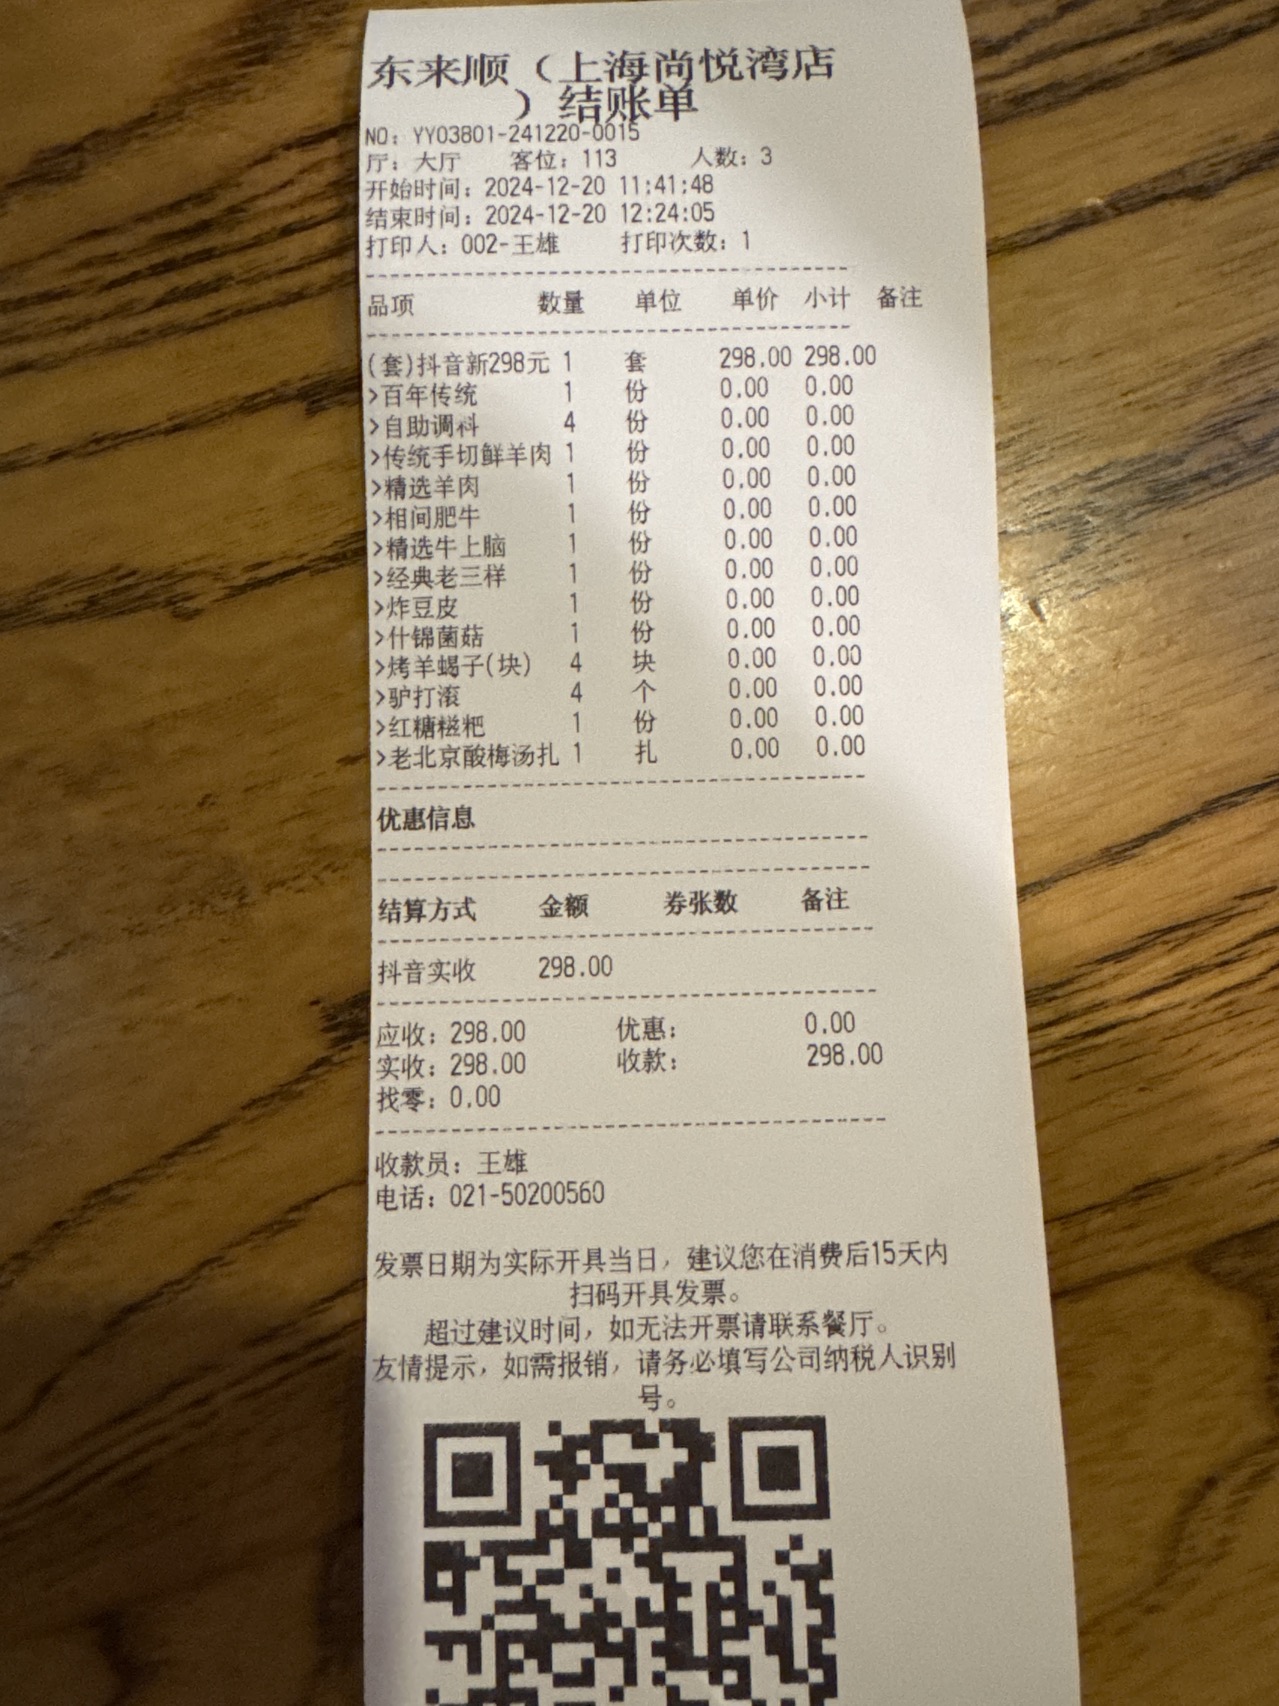 东来顺（上海尚悦湾店
）结账单
NO：YY03801-241220-0015
厅：大厅 客位：113 人数：3
开始时间：2024-12-20 11:41:48
结束时间：2024-12-20 12:24:05
打印人：002-王雄 打印次数：1
品项 数量 单位 单价 小计 备注
(套)抖音新298元 1 套 298.00 298.00
>百年传统 1 份 0.00 0.00
>自助调料 4 份 0.00 0.00
>传统手切鲜羊肉 1 份 0.00 0.00
>精选羊肉 1 份 0.00 0.00
>相间肥牛 1 份 0.00 0.00
>精选牛上脑 1 份 0.00 0.00
>经典老三样 1 份 0.00 0.00
>炸豆皮 1 份 0.00 0.00
>什锦菌菇 1 份 0.00 0.00
>烤羊蝎子(块) 4 块 0.00 0.00
>驴打滚 4 个 0.00 0.00
>红糖糍粑 1 份 0.00 0.00
>老北京酸梅汤扎 1 扎 0.00 0.00
优惠信息
结算方式 金额 券张数 备注
抖音实收 298.00
应收：298.00 优惠： 0.00
实收：298.00 收款： 298.00
找零：0.00
收款员：王雄
电话：021-50200560
发票日期为实际开具当日，建议您在消费后15天内
扫码开具发票。
超过建议时间，如无法开票请联系餐厅。
友情提示，如需报销，请务必填写公司纳税人识别
号。